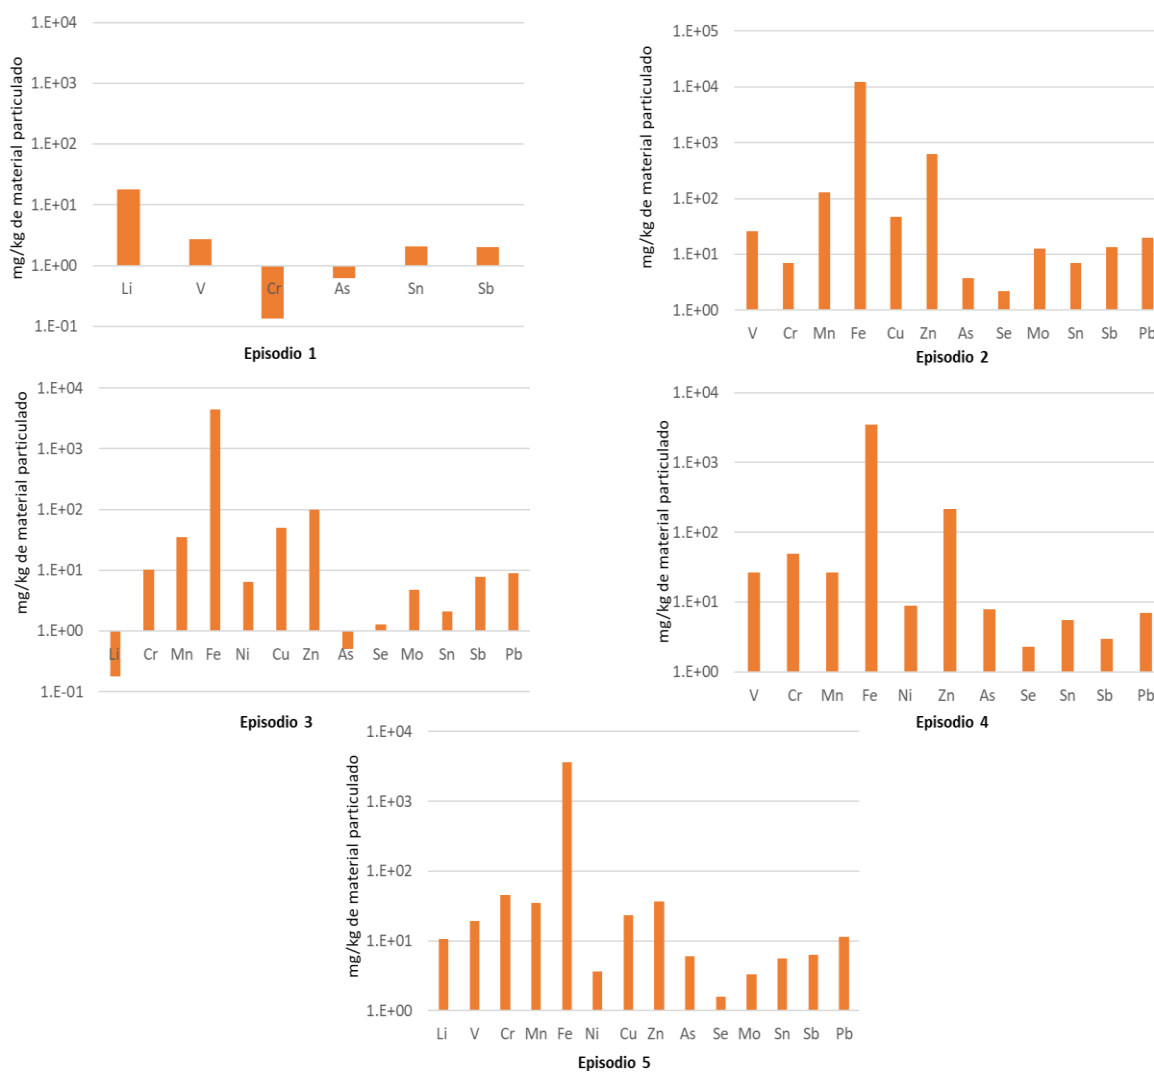 mg/kg de material particulado
1.E+04
1.E+03
1.E+02
1.E+01
1.E+00
1.E-01
Li V Cr As Sn Sb
Episodio 1
mg/kg de material particulado
1.E+05
1.E+04
1.E+03
1.E+02
1.E+01
1.E+00
V Cr Mn Fe Cu Zn As Se Mo Sn Sb Pb
Episodio 2
mg/kg de material particulado
1.E+04
1.E+03
1.E+02
1.E+01
1.E+00
1.E-01
Li Cr Mn Fe Ni Cu Zn As Se Mo Sn Sb Pb
Episodio 3
mg/kg de material particulado
1.E+04
1.E+03
1.E+02
1.E+01
1.E+00
V Cr Mn Fe Ni Zn As Se Sn Sb Pb
Episodio 4
mg/kg de material particulado
1.E+04
1.E+03
1.E+02
1.E+01
1.E+00
Li V Cr Mn Fe Ni Cu Zn As Se Mo Sn Sb Pb
Episodio 5